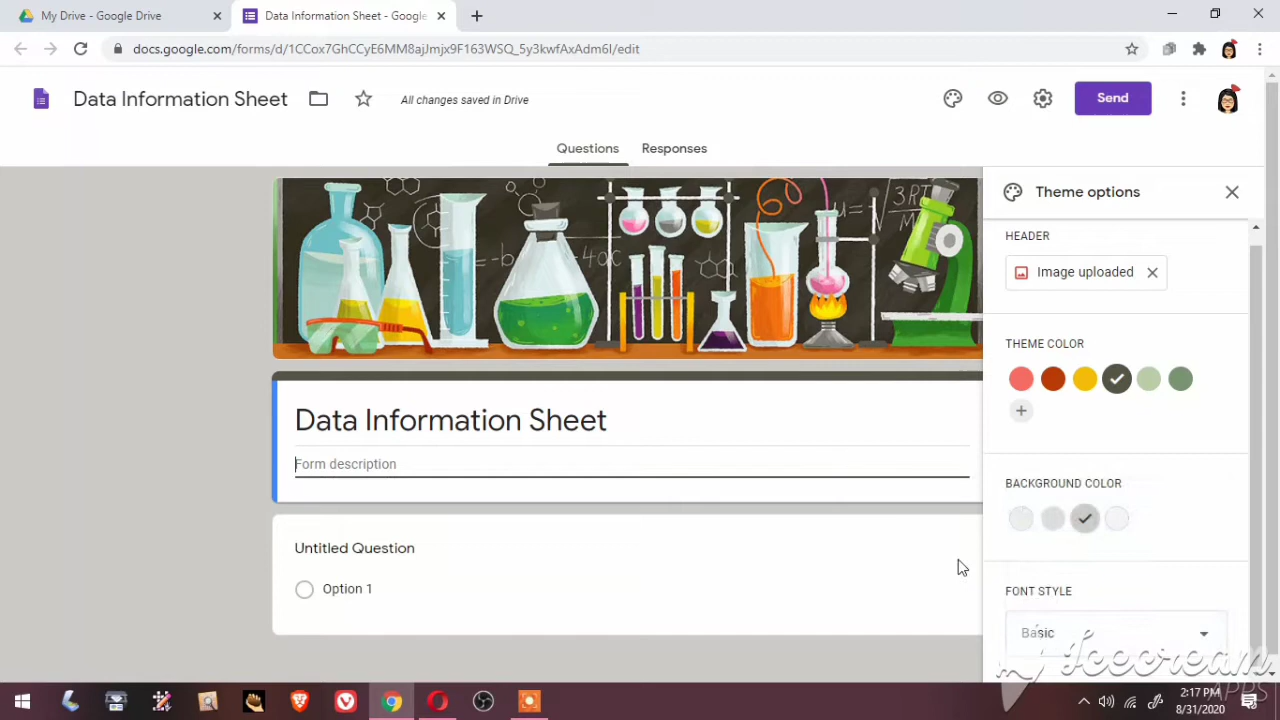 My Drive - Google Drive
Data Information Sheet - Google
docs.google.com/forms/d/1CCox7GhCCyE6MM8ajJmjx9F163WSQ_5y3kwfAxAdm6I/edit
Data Information Sheet
All changes saved in Drive
Send
Questions
Responses
Theme options
HEADER
Image uploaded
THEME COLOR
BACKGROUND COLOR
FONT STYLE
Basic
Data Information Sheet
Form description
Untitled Question
Option 1
Icecream
APPS
2:17 PM
8/31/2020